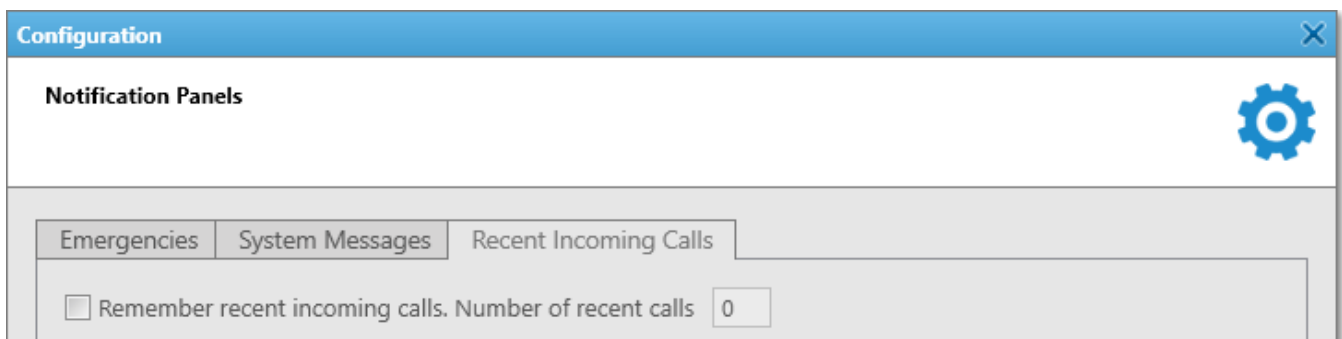 Configuration
Notification Panels
Emergencies System Messages Recent Incoming Calls
Remember recent incoming calls. Number of recent calls 0